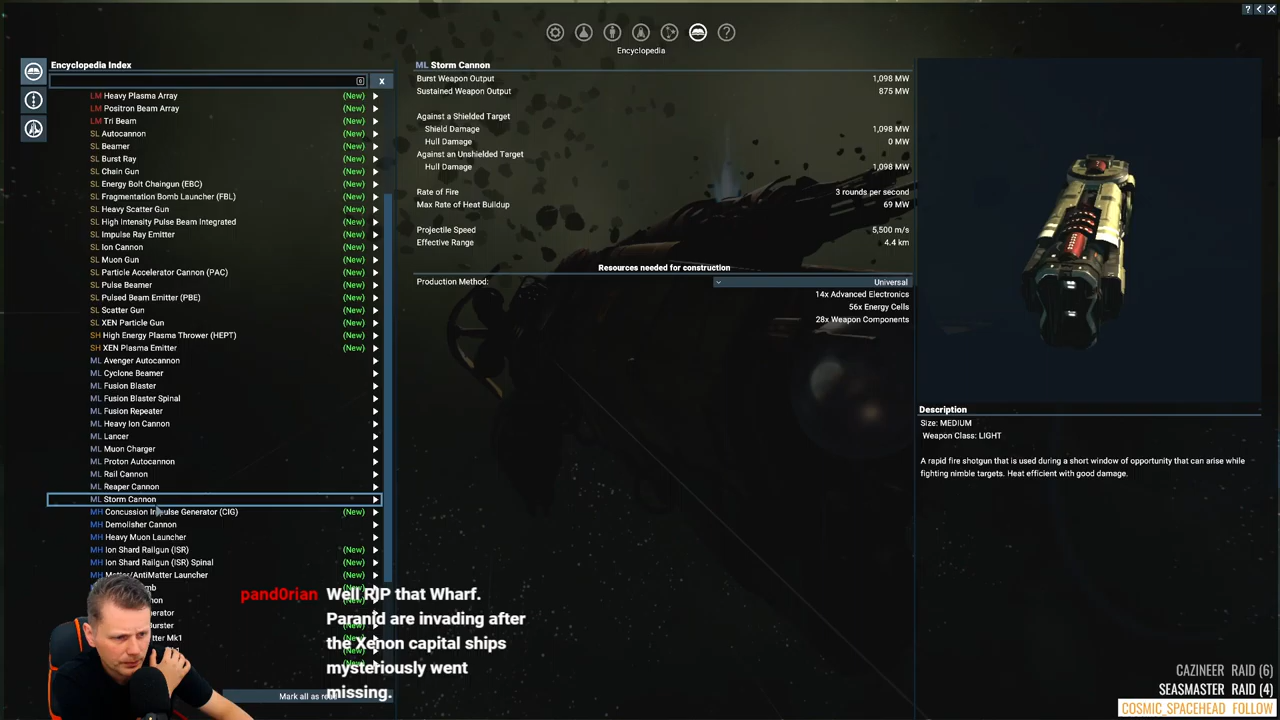 Encyclopedia
Encyclopedia Index
x
LM Heavy Plasma Array (New)
LM Positron Beam Array (New)
LM Tri Beam (New)
SL Autocannon (New)
SL Beamer (New)
SL Burst Ray (New)
SL Chain Gun (New)
SL Energy Bolt Chaingun (EBC) (New)
SL Fragmentation Bomb Launcher (FBL) (New)
SL Heavy Scatter Gun (New)
SL High Intensity Pulse Beam Integrated (New)
SL Impulse Ray Emitter (New)
SL Ion Cannon (New)
SL Muon Gun (New)
SL Particle Accelerator Cannon (PAC) (New)
SL Pulse Beamer (New)
SL Pulsed Beam Emitter (PBE) (New)
SL Scatter Gun (New)
SL XEN Particle Gun (New)
SH High Energy Plasma Thrower (HEPT) (New)
SH XEN Plasma Emitter (New)
ML Avenger Autocannon
ML Cyclone Beamer
ML Fusion Blaster
ML Fusion Blaster Spinal
ML Fusion Repeater
ML Heavy Ion Cannon
ML Lancer
ML Muon Charger
ML Proton Autocannon
ML Rail Cannon
ML Reaper Cannon
ML Storm Cannon
MH Concussion Impulse Generator (CIG) (New)
MH Demolisher Cannon
MH Heavy Muon Launcher
MH Ion Shard Railgun (ISR) (New)
MH Ion Shard Railgun (ISR) Spinal (New)
MH Matter/AntiMatter Launcher (New)
Mark all as read
ML Storm Cannon
Burst Weapon Output 1,098 MW
Sustained Weapon Output 875 MW
Against a Shielded Target
Shield Damage 1,098 MW
Hull Damage 0 MW
Against an Unshielded Target
Hull Damage 1,098 MW
Rate of Fire 3 rounds per second
Max Rate of Heat Buildup 69 MW
Projectile Speed 5,500 m/s
Effective Range 4.4 km
Resources needed for construction
Production Method: Universal
14x Advanced Electronics
56x Energy Cells
28x Weapon Components
Description
Size: MEDIUM
Weapon Class: LIGHT
A rapid fire shotgun that is used during a short window of opportunity that can arise while
fighting nimble targets. Heat efficient with good damage.
pand0rian Well RIP that Wharf.
Paranid are invading after
the Xenon capital ships
mysteriously went
missing.
CAZINEER RAID (6)
SEASMASTER RAID (4)
COSMIC_SPACEHEAD FOLLOW